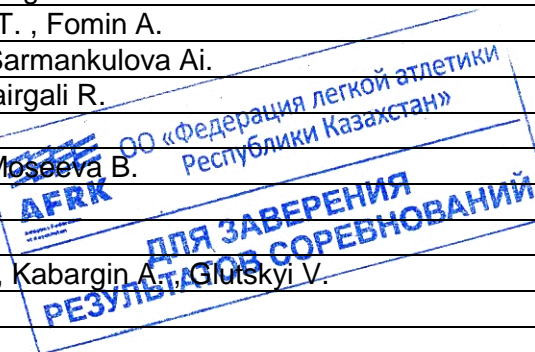 T. , Fomin A.
Sarmankulova Ai.
airgali R.
ОО «Федерация легкой атлетики
Республики Казахстан»
Moseeva B.
AFRK
ДЛЯ ЗАВЕРЕНИЯ
РЕЗУЛЬТАТОВ СОРЕВНОВАНИЙ
, Kabargin A. , Glutskyi V.